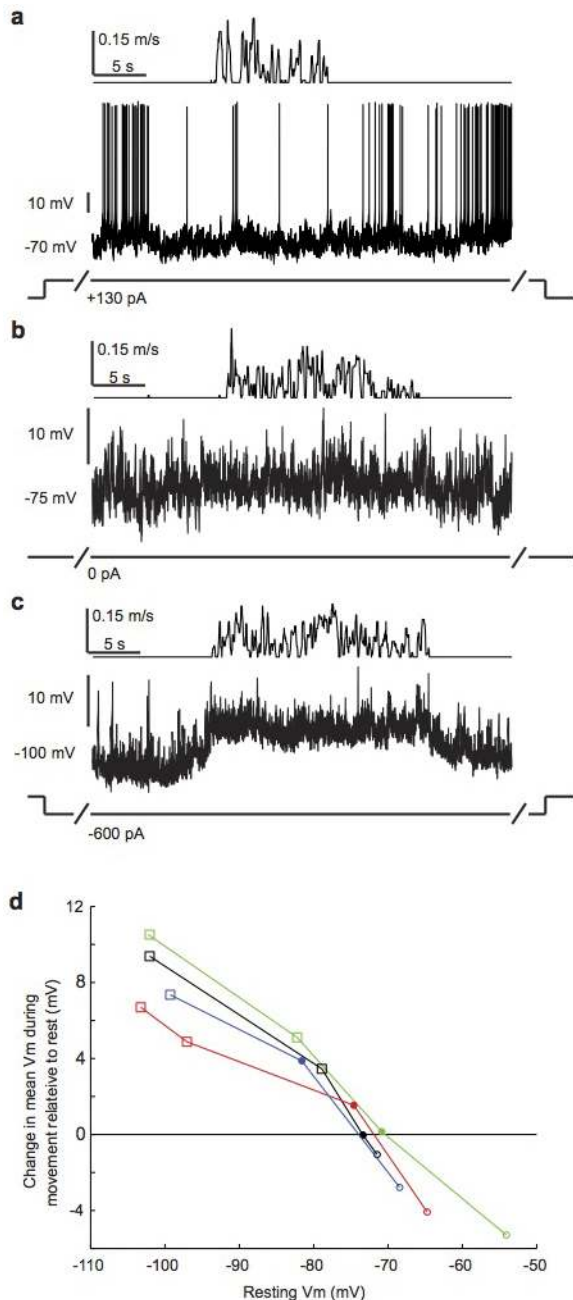 a
0.15 m/s
5 s
10 mV
-70 mV
+130 pA
b
0.15 m/s
5 s
10 mV
-75 mV
0 pA
c
0.15 m/s
5 s
10 mV
-100 mV
-600 pA
d
Change in mean Vm during
movement relateive to rest (mV)
12
8
4
0
-4
-110 -100 -90 -80 -70 -60 -50
Resting Vm (mV)